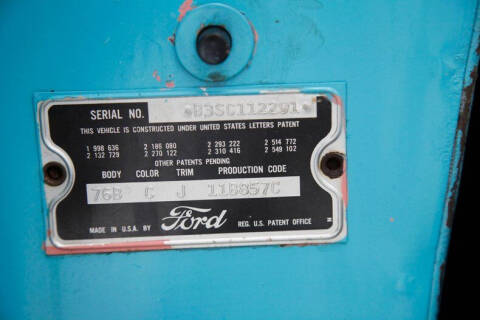 SERIAL NO. *B3SC112291*
THIS VEHICLE IS CONSTRUCTED UNDER UNITED STATES LETTERS PATENT
1 998 636 2 186 080 2 293 222 2 514 772
2 132 729 2 270 122 2 310 416 2 549 102
OTHER PATENTS PENDING
BODY COLOR TRIM PRODUCTION CODE
76B C J 11B857C
MADE IN U.S.A. BY Ford REG. U.S. PATENT OFFICE